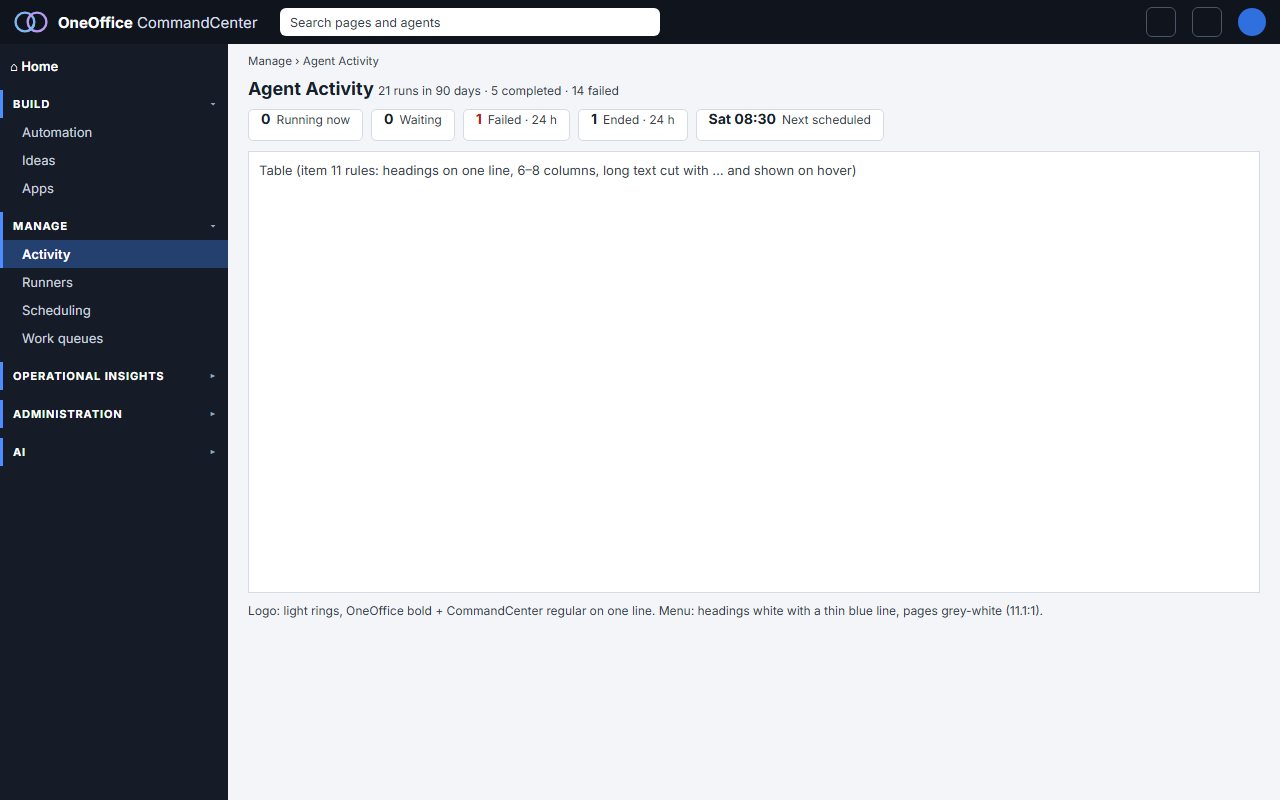 OneOffice CommandCenter
Search pages and agents
⌂ Home
BUILD
Automation
Ideas
Apps
MANAGE
Activity
Runners
Scheduling
Work queues
OPERATIONAL INSIGHTS
ADMINISTRATION
AI
Manage › Agent Activity
Agent Activity 21 runs in 90 days · 5 completed · 14 failed
0 Running now 0 Waiting 1 Failed · 24 h 1 Ended · 24 h Sat 08:30 Next scheduled
Table (item 11 rules: headings on one line, 6–8 columns, long text cut with … and shown on hover)
Logo: light rings, OneOffice bold + CommandCenter regular on one line. Menu: headings white with a thin blue line, pages grey-white (11.1:1).